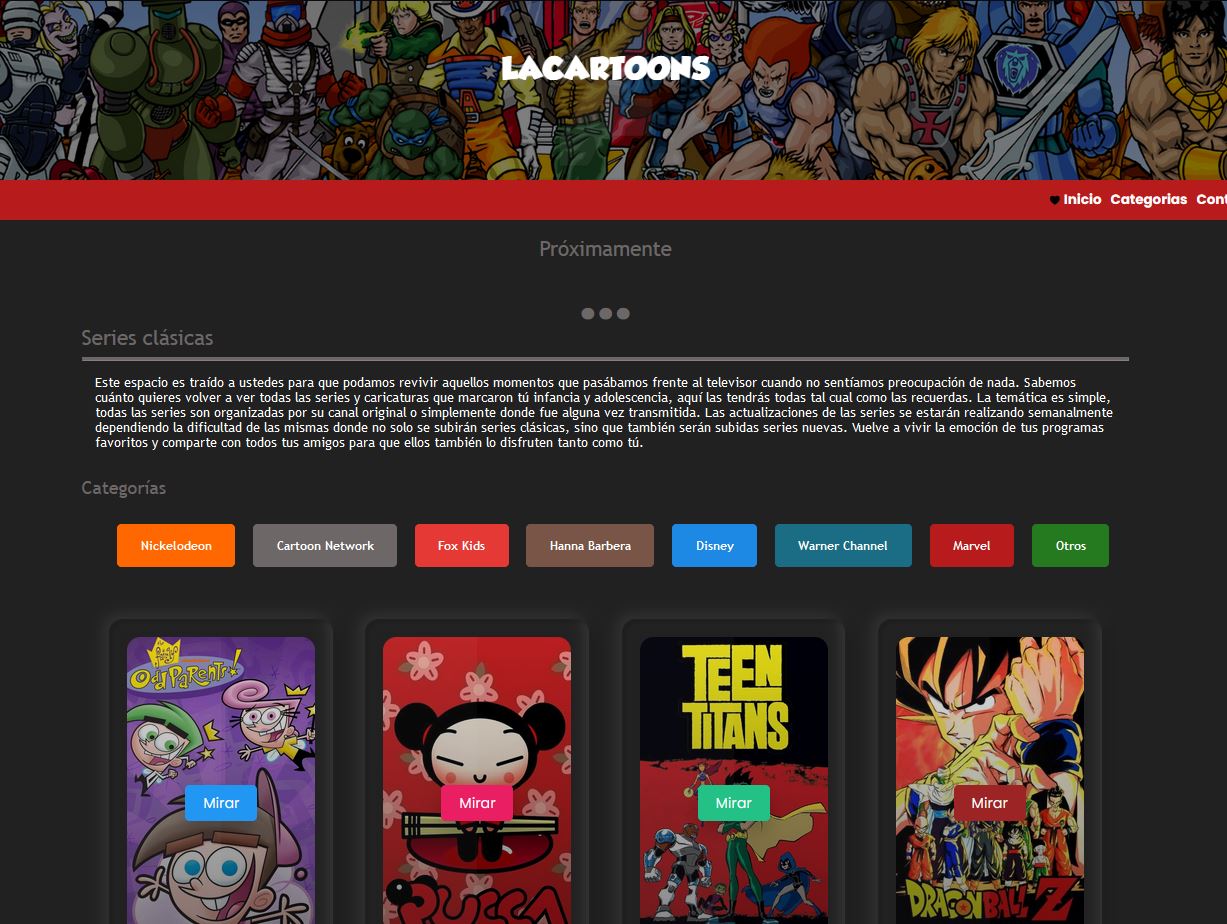 LACARTOONS
Inicio Categorias Cont
Próximamente
Series clásicas
Este espacio es traído a ustedes para que podamos revivir aquellos momentos que pasábamos frente al televisor cuando no sentíamos preocupación de nada. Sabemos
cuánto quieres volver a ver todas las series y caricaturas que marcaron tú infancia y adolescencia, aquí las tendrás todas tal cual como las recuerdas. La temática es simple,
todas las series son organizadas por su canal original o simplemente donde fue alguna vez transmitida. Las actualizaciones de las series se estarán realizando semanalmente
dependiendo la dificultad de las mismas donde no solo se subirán series clásicas, sino que también serán subidas series nuevas. Vuelve a vivir la emoción de tus programas
favoritos y comparte con todos tus amigos para que ellos también lo disfruten tanto como tú.
Categorías
Nickelodeon Cartoon Network Fox Kids Hanna Barbera Disney Warner Channel Marvel Otros
OddParents!
TEEN
TITANS
Mirar Mirar Mirar Mirar
PUCCA
DRAGON BALL Z